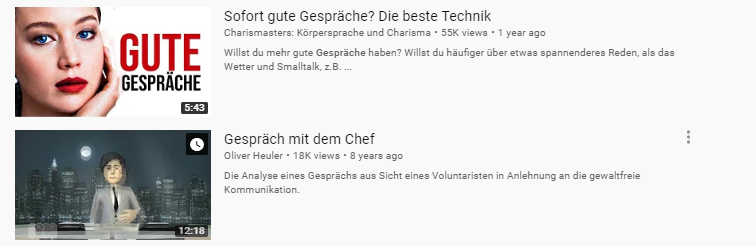 GUTE
GESPRÄCHE
5:43
Sofort gute Gespräche? Die beste Technik
Charismasters: Körpersprache und Charisma • 55K views • 1 year ago
Willst du mehr gute Gespräche haben? Willst du häufiger über etwas spannenderes Reden, als das
Wetter und Smalltalk, z.B. ...
12:18
Gespräch mit dem Chef
Oliver Heuler • 18K views • 8 years ago
Die Analyse eines Gesprächs aus Sicht eines Voluntaristen in Anlehnung an die gewaltfreie
Kommunikation.